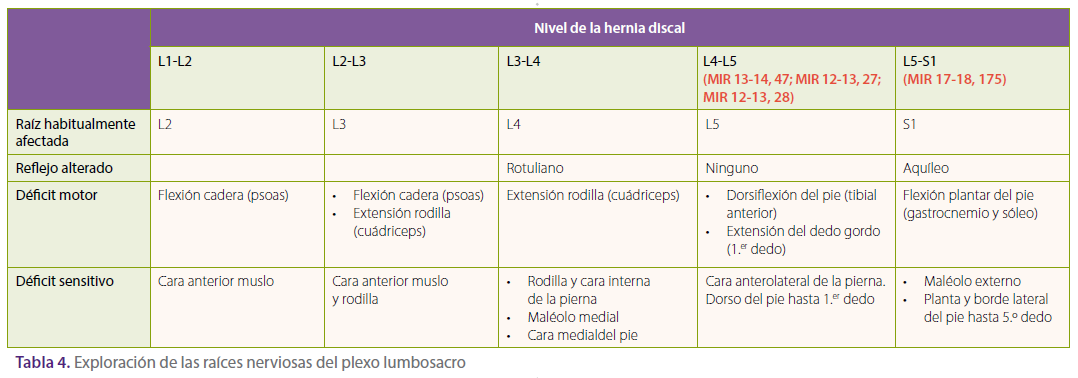 Nivel de la hernia discal
L1-L2
L2-L3
L3-L4
L4-L5
(MIR 13-14, 47; MIR 12-13, 27;
MIR 12-13, 28)
L5-S1
(MIR 17-18, 175)
Raíz habitualmente
afectada
L2
L3
L4
L5
S1
Reflejo alterado
Rotuliano
Ninguno
Aquíleo
Déficit motor
Flexión cadera (psoas)
• Flexión cadera (psoas)
• Extensión rodilla
(cuádriceps)
Extensión rodilla (cuádriceps)
• Dorsiflexión del pie (tibial
anterior)
• Extensión del dedo gordo
(1.er dedo)
Flexión plantar del pie
(gastrocnemio y sóleo)
Déficit sensitivo
Cara anterior muslo
Cara anterior muslo
y rodilla
• Rodilla y cara interna
de la pierna
• Maléolo medial
• Cara medialdel pie
Cara anterolateral de la pierna.
Dorso del pie hasta 1.er dedo
• Maléolo externo
• Planta y borde lateral
del pie hasta 5.º dedo
Tabla 4. Exploración de las raíces nerviosas del plexo lumbosacro